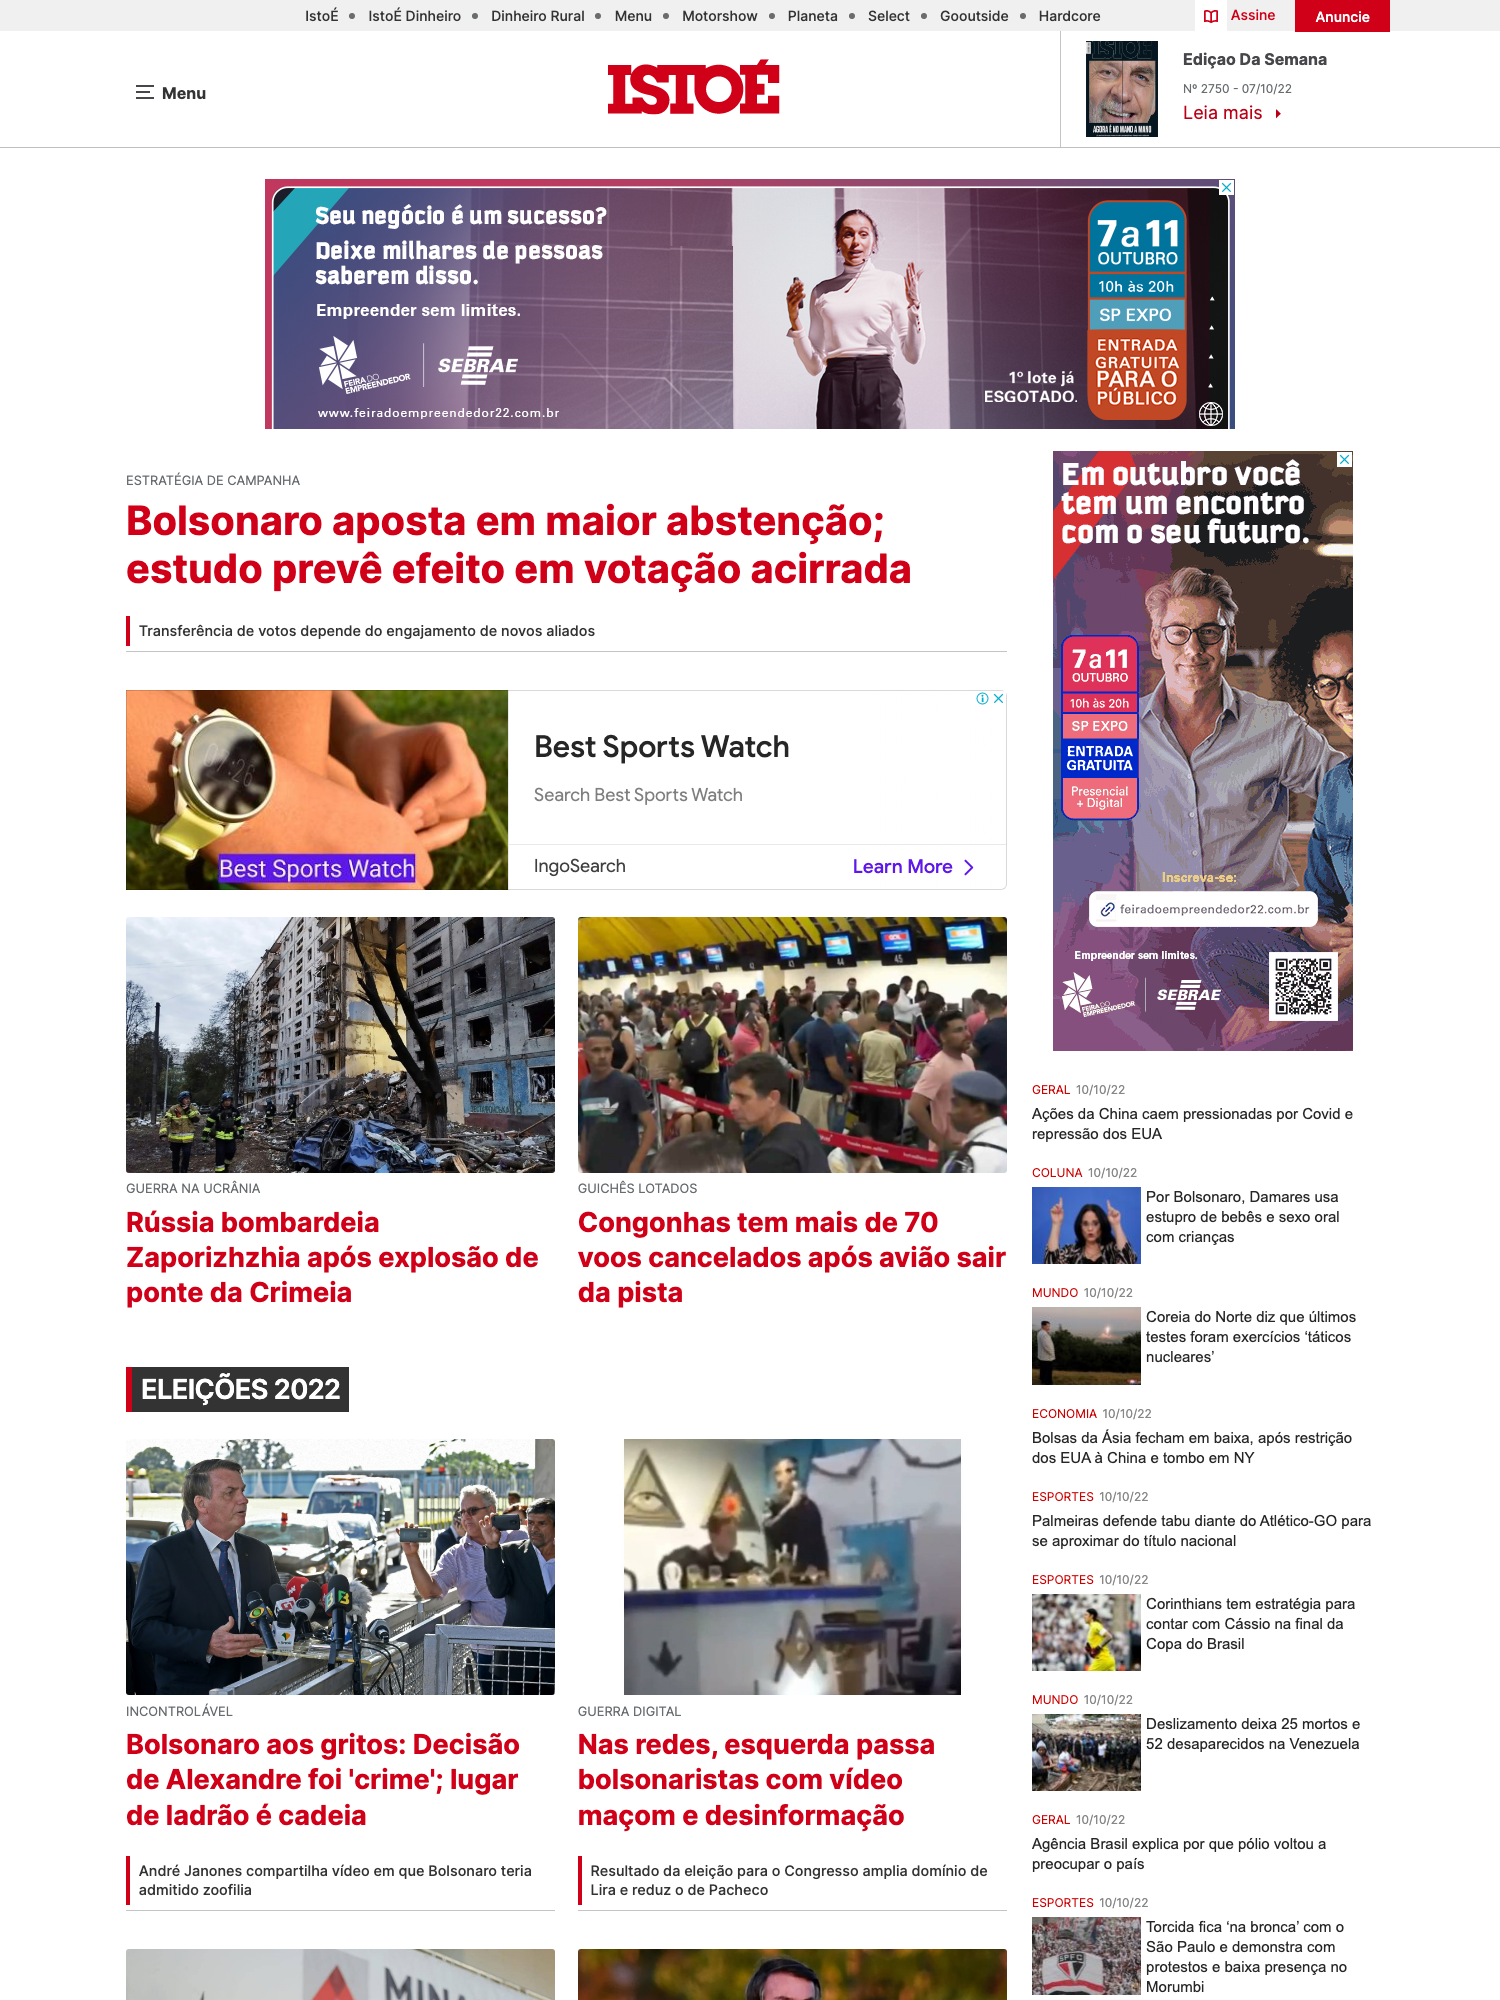 IstoÉ • IstoÉ Dinheiro • Dinheiro Rural • Menu • Motorshow • Planeta • Select • Gooutside • Hardcore
Assine
Anuncie
Menu
ISTOÉ
ISTOÉ
AGORA É NO MANO A MANO
Ediçao Da Semana
Nº 2750 - 07/10/22
Leia mais
Seu negócio é um sucesso?
Deixe milhares de pessoas
saberem disso.
Empreender sem limites.
FEIRA DO
EMPREENDEDOR
SEBRAE
www.feiradoempreendedor22.com.br
1º lote já
ESGOTADO.
7 a 11
OUTUBRO
10h às 20h
SP EXPO
ENTRADA
GRATUITA
PARA O
PÚBLICO
ESTRATÉGIA DE CAMPANHA
Bolsonaro aposta em maior abstenção;
estudo prevê efeito em votação acirrada
Transferência de votos depende do engajamento de novos aliados
07:26
Best Sports Watch
Best Sports Watch
Search Best Sports Watch
IngoSearch
Learn More
44
45
46
GUERRA NA UCRÂNIA
Rússia bombardeia
Zaporizhzhia após explosão de
ponte da Crimeia
GUICHÊS LOTADOS
Congonhas tem mais de 70
voos cancelados após avião sair
da pista
ELEIÇÕES 2022
INCONTROLÁVEL
Bolsonaro aos gritos: Decisão
de Alexandre foi 'crime'; lugar
de ladrão é cadeia
André Janones compartilha vídeo em que Bolsonaro teria
admitido zoofilia
GUERRA DIGITAL
Nas redes, esquerda passa
bolsonaristas com vídeo
maçom e desinformação
Resultado da eleição para o Congresso amplia domínio de
Lira e reduz o de Pacheco
Em outubro você
tem um encontro
com o seu futuro.
7 a 11
OUTUBRO
10h às 20h
SP EXPO
ENTRADA
GRATUITA
Presencial
+ Digital
Inscreva-se:
feiradoempreendedor22.com.br
Empreender sem limites.
FEIRA DO
EMPREENDEDOR
SEBRAE
GERAL 10/10/22
Ações da China caem pressionadas por Covid e
repressão dos EUA
COLUNA 10/10/22
Por Bolsonaro, Damares usa
estupro de bebês e sexo oral
com crianças
MUNDO 10/10/22
Coreia do Norte diz que últimos
testes foram exercícios ‘táticos
nucleares’
ECONOMIA 10/10/22
Bolsas da Ásia fecham em baixa, após restrição
dos EUA à China e tombo em NY
ESPORTES 10/10/22
Palmeiras defende tabu diante do Atlético-GO para
se aproximar do título nacional
ESPORTES 10/10/22
Corinthians tem estratégia para
contar com Cássio na final da
Copa do Brasil
MUNDO 10/10/22
Deslizamento deixa 25 mortos e
52 desaparecidos na Venezuela
GERAL 10/10/22
Agência Brasil explica por que pólio voltou a
preocupar o país
ESPORTES 10/10/22
SPFC
Torcida fica ‘na bronca’ com o
São Paulo e demonstra com
protestos e baixa presença no
Morumbi